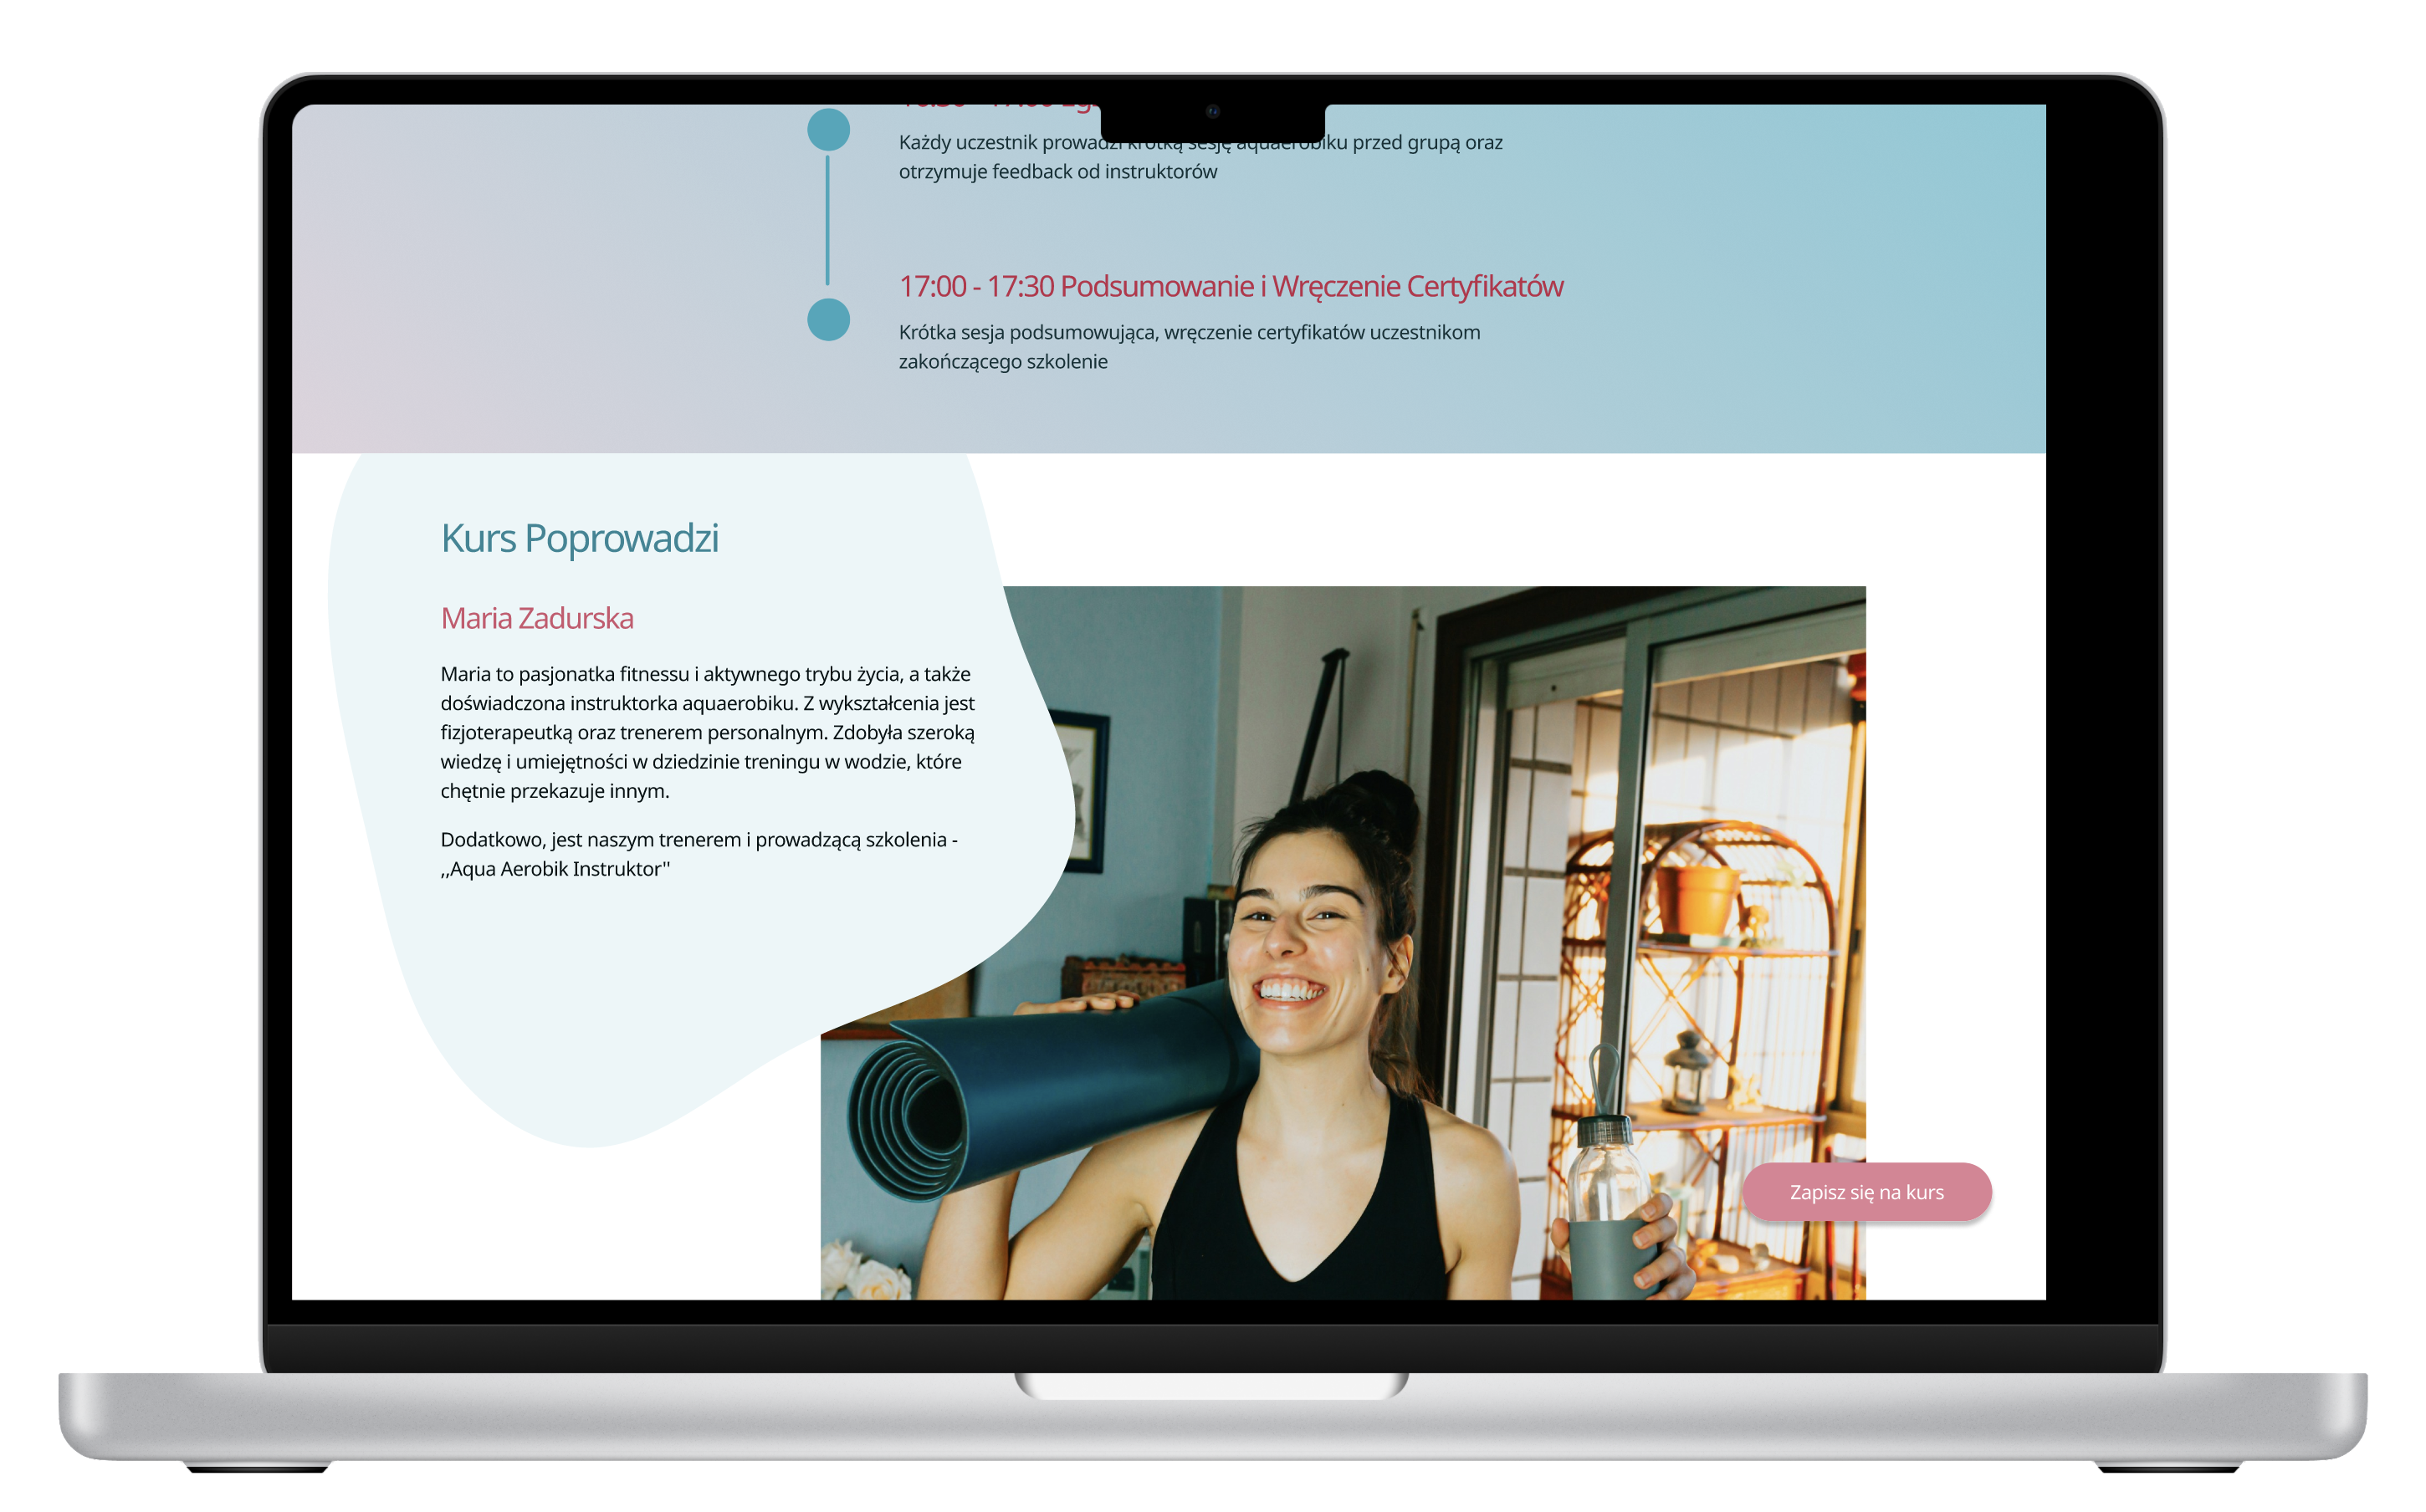 Każdy uczestnik prowadzi krótką sesję aquaerobiku przed grupą oraz
otrzymuje feedback od instruktorów
17:00 - 17:30 Podsumowanie i Wręczenie Certyfikatów
Krótka sesja podsumowująca, wręczenie certyfikatów uczestnikom
zakończącego szkolenie
Kurs Poprowadzi
Maria Zadurska
Maria to pasjonatka fitnessu i aktywnego trybu życia, a także
doświadczona instruktorka aquaerobiku. Z wykształcenia jest
fizjoterapeutką oraz trenerem personalnym. Zdobyła szeroką
wiedzę i umiejętności w dziedzinie treningu w wodzie, które
chętnie przekazuje innym.
Dodatkowo, jest naszym trenerem i prowadzącą szkolenia -
,,Aqua Aerobik Instruktor"
Zapisz się na kurs